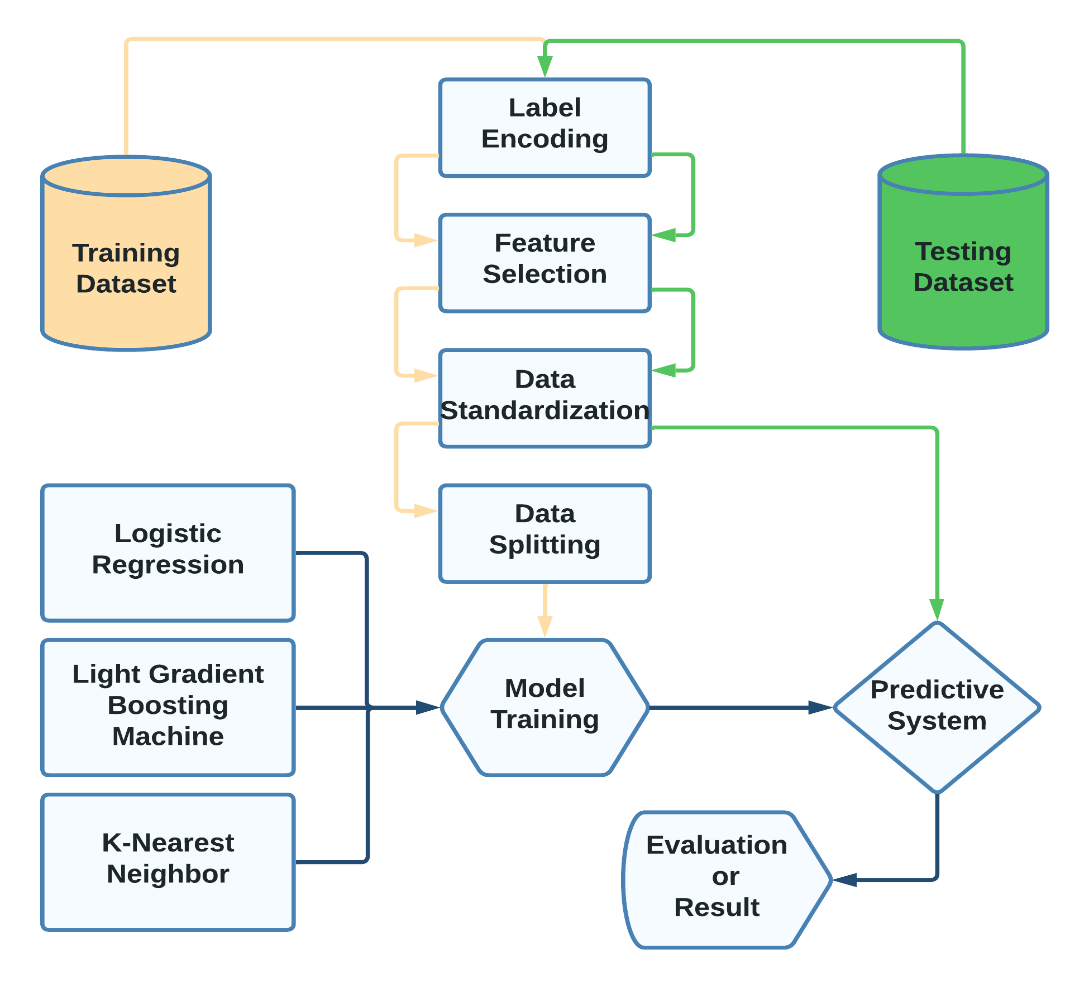 Label
Encoding
Training
Dataset
Feature
Selection
Testing
Dataset
Data
Standardization
Data
Splitting
Logistic
Regression
Light Gradient
Boosting
Machine
Model
Training
Predictive
System
K-Nearest
Neighbor
Evaluation
or
Result